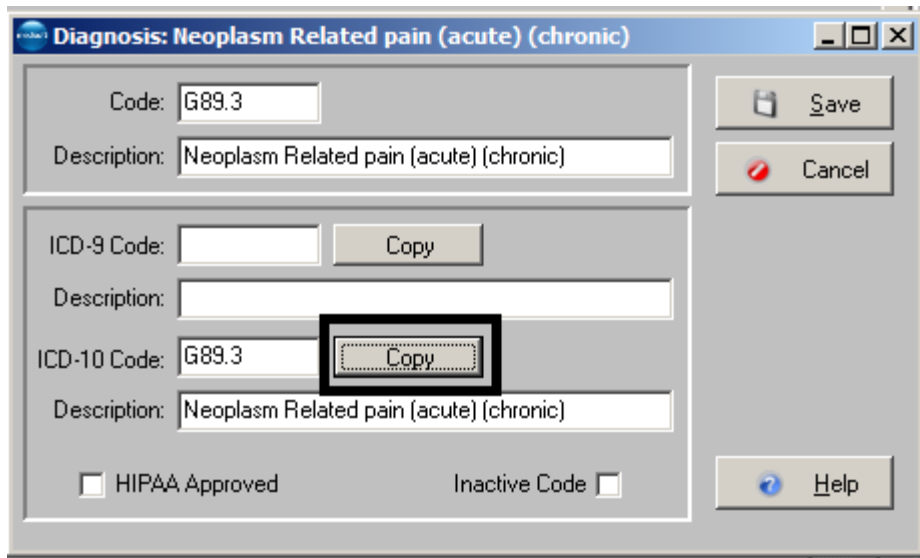 Diagnosis: Neoplasm Related pain (acute) (chronic)
Code: G89.3
Save
Description: Neoplasm Related pain (acute) (chronic)
Cancel
ICD-9 Code: Copy
Description:
ICD-10 Code: G89.3 Copy
Description: Neoplasm Related pain (acute) (chronic)
HIPAA Approved Inactive Code
Help